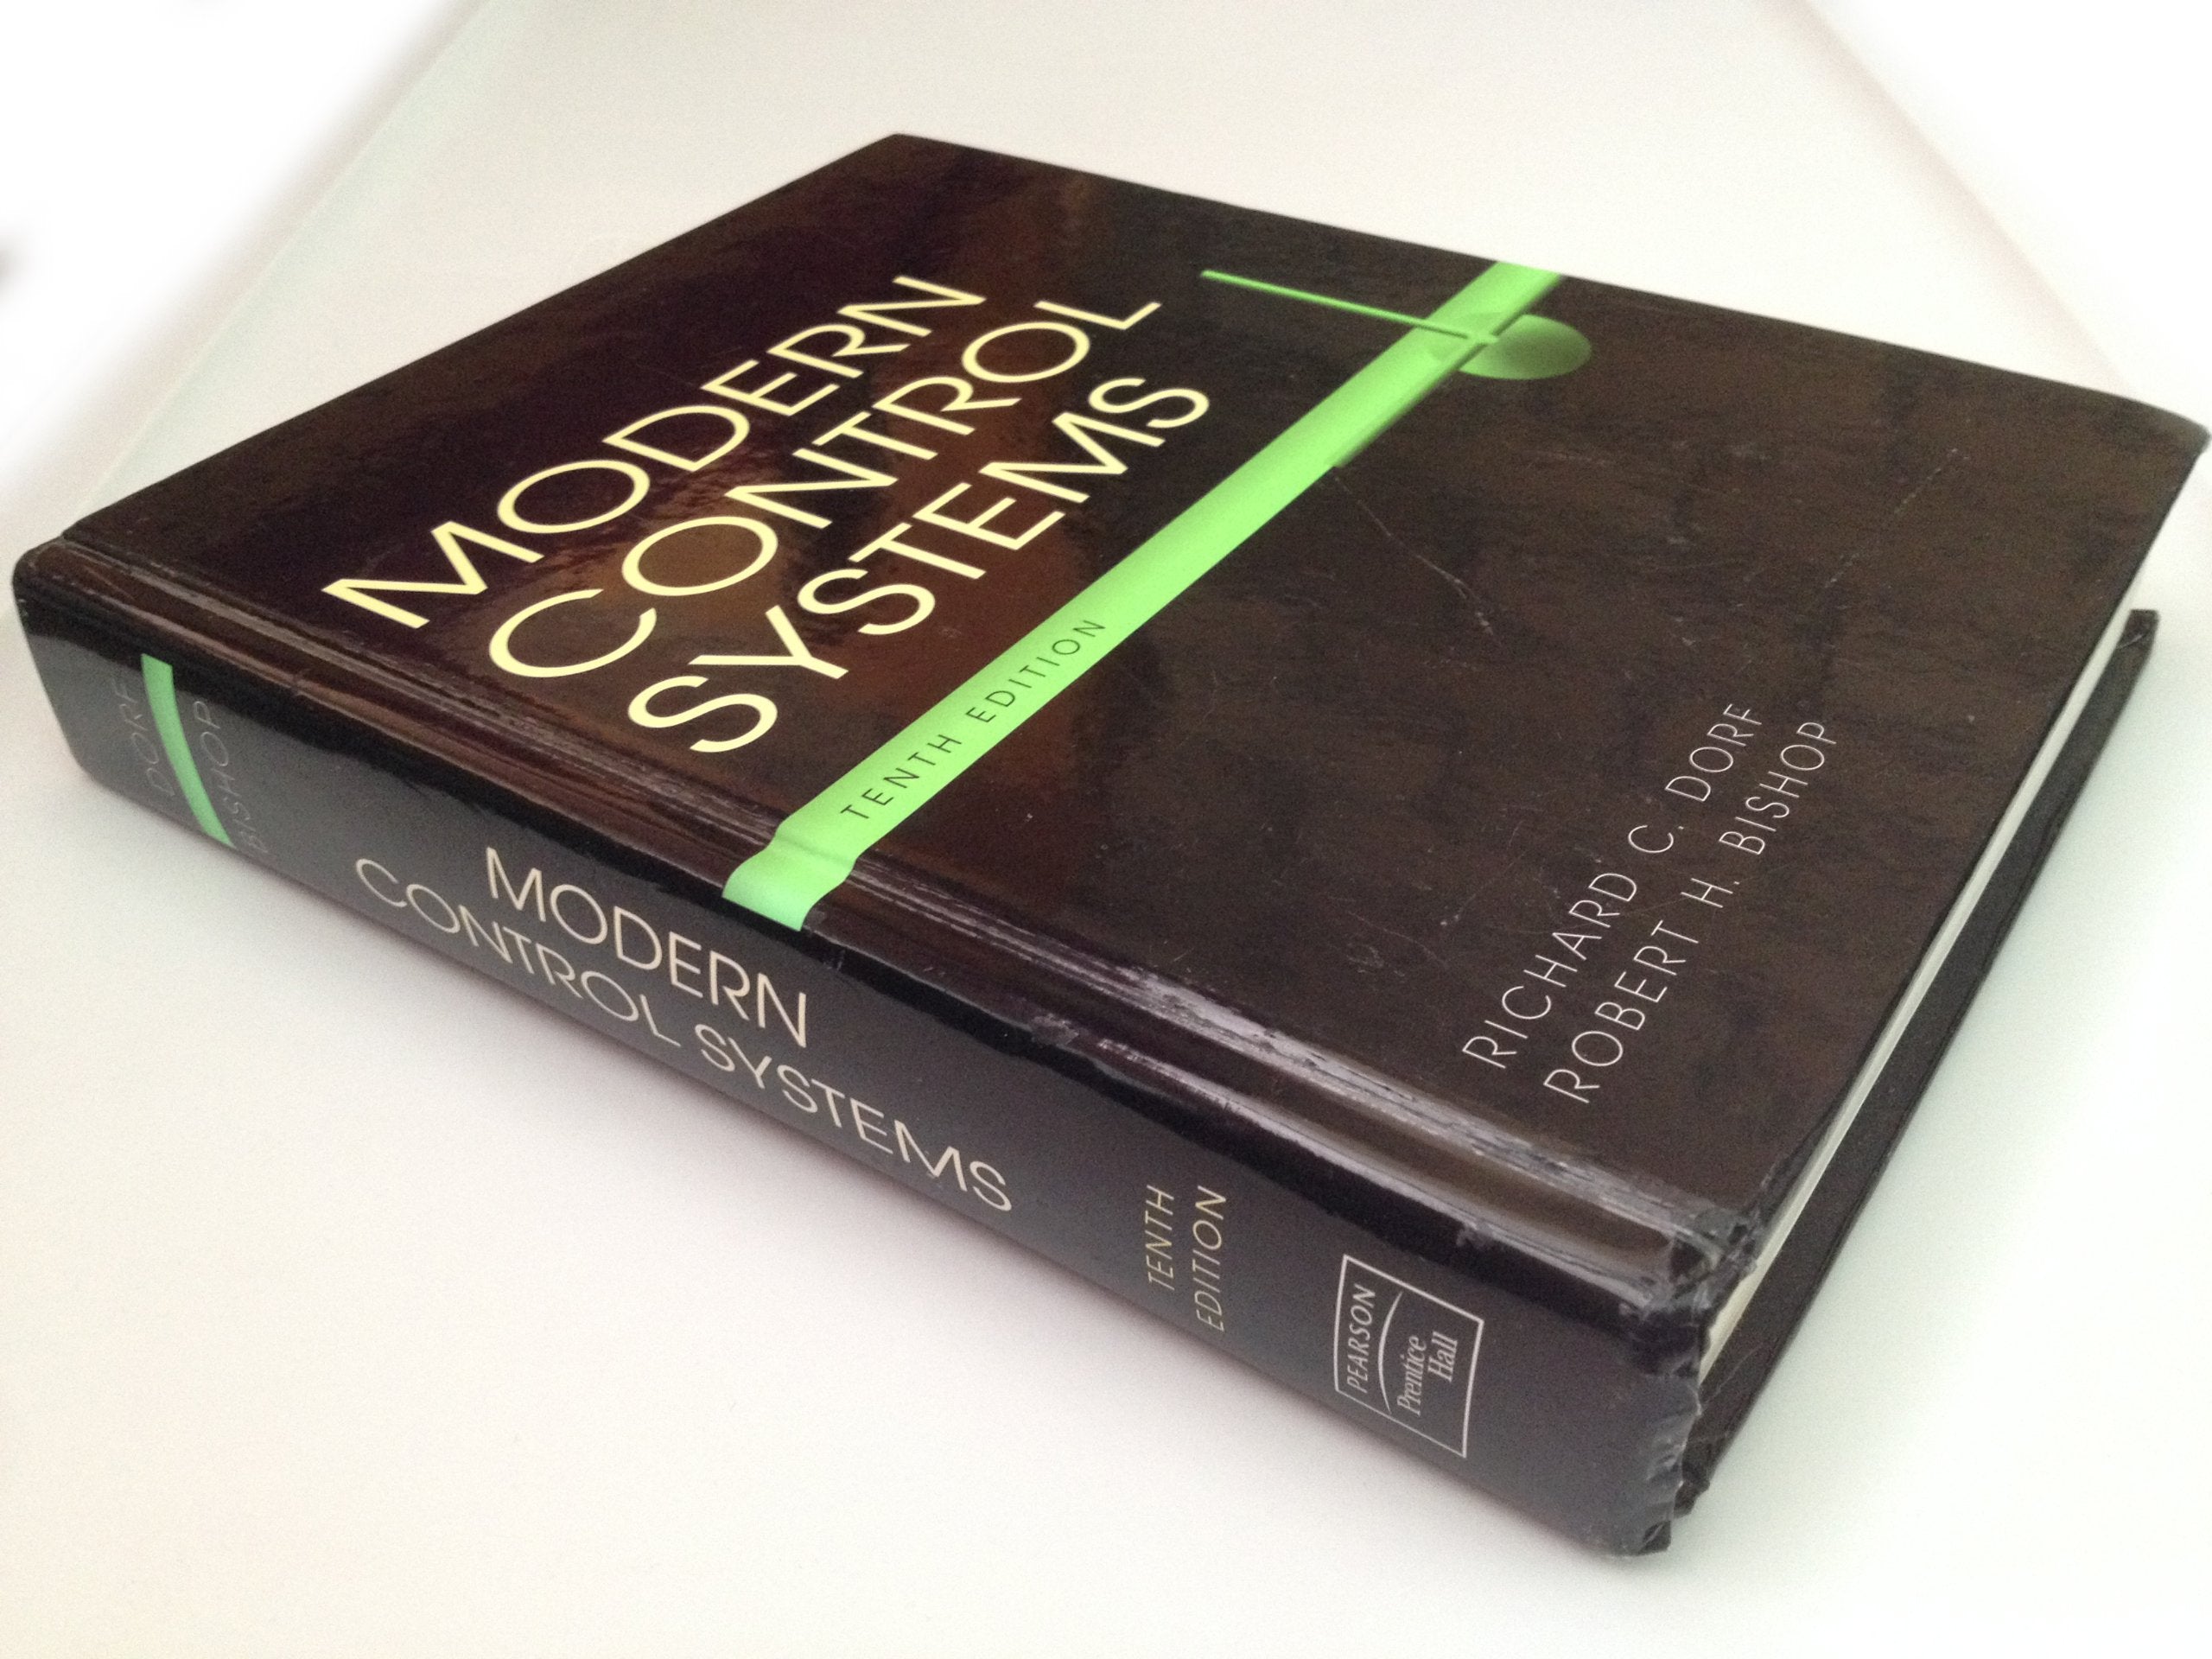 MODERN
CONTROL
SYSTEMS
TENTH EDITION
RICHARD C. DORF
ROBERT H. BISHOP
DORF
BISHOP
MODERN
CONTROL SYSTEMS
TENTH
EDITION
PEARSON
Prentice
Hall